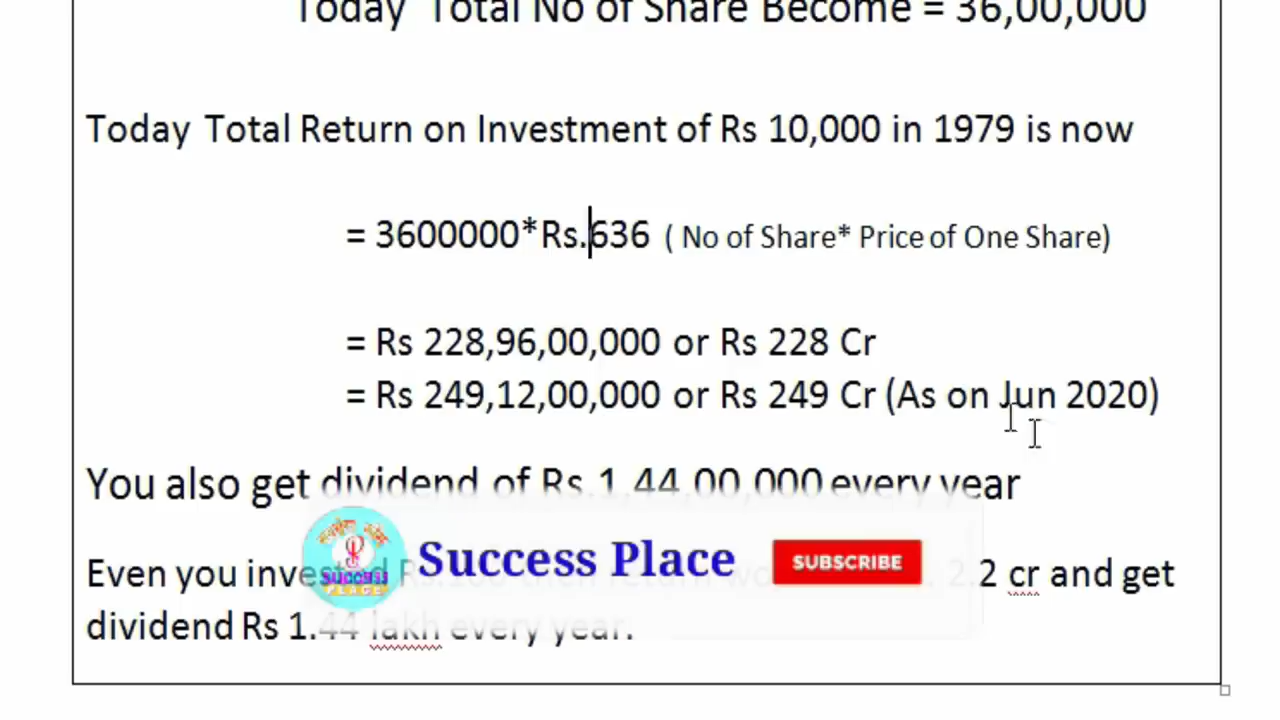 Today Total No of Share Become = 36,00,000
Today Total Return on Investment of Rs 10,000 in 1979 is now
= 3600000*Rs.636 ( No of Share* Price of One Share)
= Rs 228,96,00,000 or Rs 228 Cr
= Rs 249,12,00,000 or Rs 249 Cr (As on Jun 2020)
You also get dividend of Rs.1,44,00,000 every year
Success Place SUBSCRIBE
SUCCESS
PLACE
Even you invested 2.2 cr and get
dividend Rs 1.44 lakh every year.